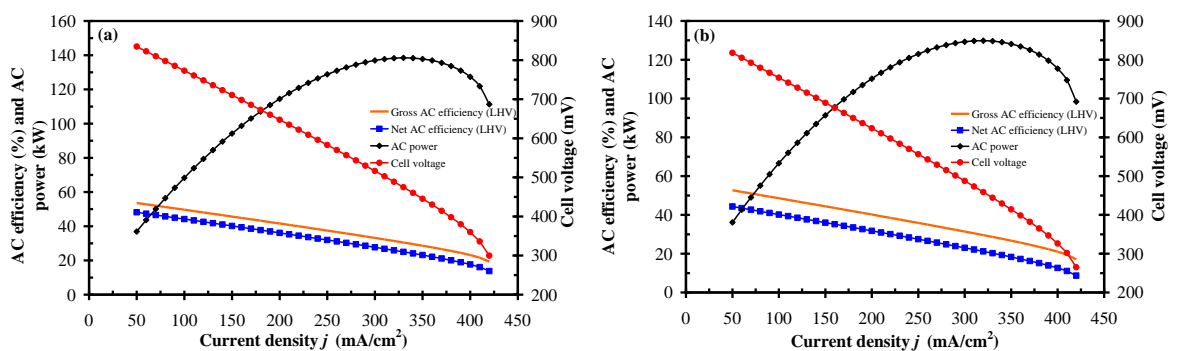 (a)
AC efficiency (%) and AC
power (kW)
160
140
120
100
80
60
40
20
0
0
50
100
150
200
250
300
350
400
450
Current density j (mA/cm²)
900
800
700
600
500
400
300
200
Cell voltage (mV)
Gross AC efficiency (LHV)
Net AC efficiency (LHV)
AC power
Cell voltage
(b)
AC efficiency (%) and AC
power (kW)
140
120
100
80
60
40
20
0
0
50
100
150
200
250
300
350
400
450
Current density j (mA/cm²)
900
800
700
600
500
400
300
200
Cell voltage (mV)
Gross AC efficiency (LHV)
Net AC efficiency (LHV)
AC power
Cell voltage